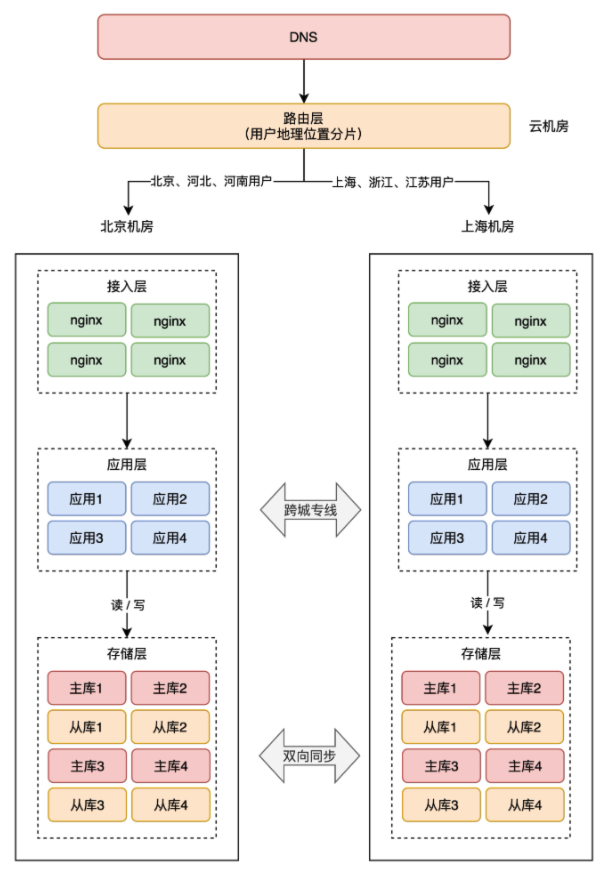 DNS
路由层
(用户地理位置分片)
云机房
北京、河北、河南用户
上海、浙江、江苏用户
北京机房
上海机房
接入层
nginx nginx
nginx nginx
应用层
应用1 应用2
应用3 应用4
读 / 写
存储层
主库1 主库2
从库1 从库2
主库3 主库4
从库3 从库4
跨城专线
双向同步
接入层
nginx nginx
nginx nginx
应用层
应用1 应用2
应用3 应用4
读 / 写
存储层
主库1 主库2
从库1 从库2
主库3 主库4
从库3 从库4